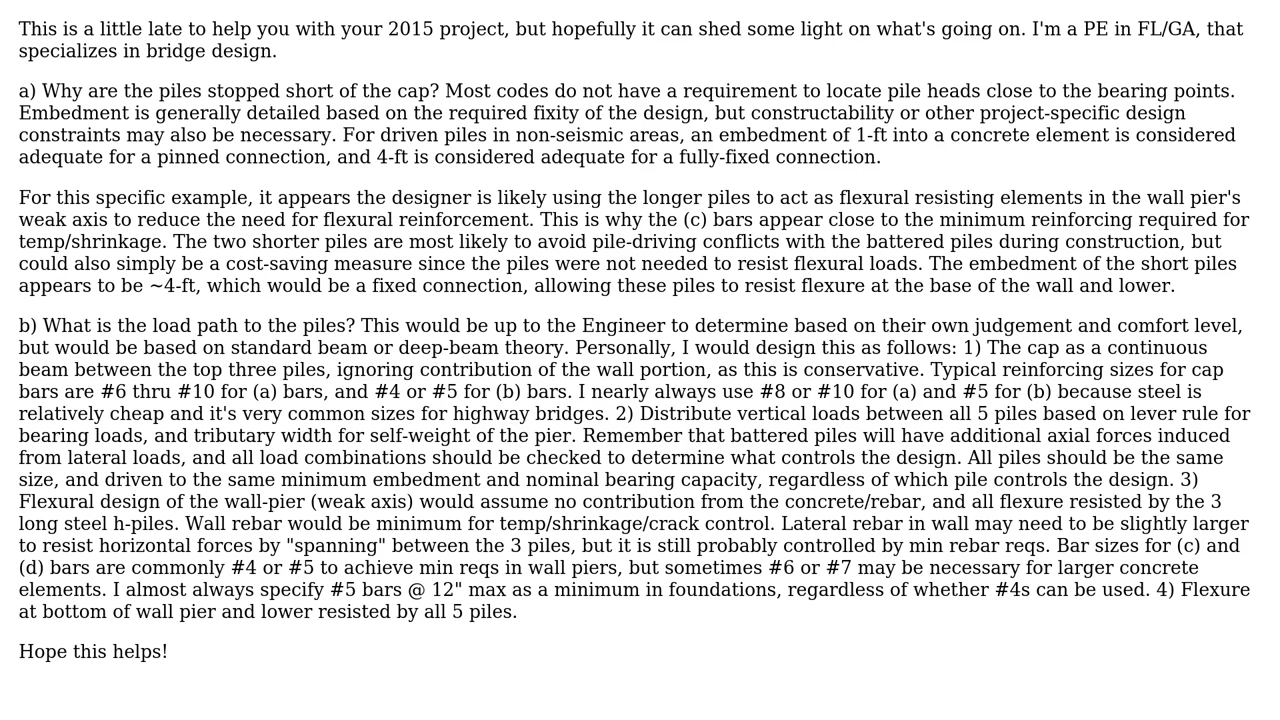 This is a little late to help you with your 2015 project, but hopefully it can shed some light on what's going on. I'm a PE in FL/GA, that
specializes in bridge design.
a) Why are the piles stopped short of the cap? Most codes do not have a requirement to locate pile heads close to the bearing points.
Embedment is generally detailed based on the required fixity of the design, but constructability or other project-specific design
constraints may also be necessary. For driven piles in non-seismic areas, an embedment of 1-ft into a concrete element is considered
adequate for a pinned connection, and 4-ft is considered adequate for a fully-fixed connection.
For this specific example, it appears the designer is likely using the longer piles to act as flexural resisting elements in the wall pier's
weak axis to reduce the need for flexural reinforcement. This is why the (c) bars appear close to the minimum reinforcing required for
temp/shrinkage. The two shorter piles are most likely to avoid pile-driving conflicts with the battered piles during construction, but
could also simply be a cost-saving measure since the piles were not needed to resist flexural loads. The embedment of the short piles
appears to be ~4-ft, which would be a fixed connection, allowing these piles to resist flexure at the base of the wall and lower.
b) What is the load path to the piles? This would be up to the Engineer to determine based on their own judgement and comfort level,
but would be based on standard beam or deep-beam theory. Personally, I would design this as follows: 1) The cap as a continuous
beam between the top three piles, ignoring contribution of the wall portion, as this is conservative. Typical reinforcing sizes for cap
bars are #6 thru #10 for (a) bars, and #4 or #5 for (b) bars. I nearly always use #8 or #10 for (a) and #5 for (b) because steel is
relatively cheap and it's very common sizes for highway bridges. 2) Distribute vertical loads between all 5 piles based on lever rule for
bearing loads, and tributary width for self-weight of the pier. Remember that battered piles will have additional axial forces induced
from lateral loads, and all load combinations should be checked to determine what controls the design. All piles should be the same
size, and driven to the same minimum embedment and nominal bearing capacity, regardless of which pile controls the design. 3)
Flexural design of the wall-pier (weak axis) would assume no contribution from the concrete/rebar, and all flexure resisted by the 3
long steel h-piles. Wall rebar would be minimum for temp/shrinkage/crack control. Lateral rebar in wall may need to be slightly larger
to resist horizontal forces by "spanning" between the 3 piles, but it is still probably controlled by min rebar reqs. Bar sizes for (c) and
(d) bars are commonly #4 or #5 to achieve min reqs in wall piers, but sometimes #6 or #7 may be necessary for larger concrete
elements. I almost always specify #5 bars @ 12" max as a minimum in foundations, regardless of whether #4s can be used. 4) Flexure
at bottom of wall pier and lower resisted by all 5 piles.
Hope this helps!